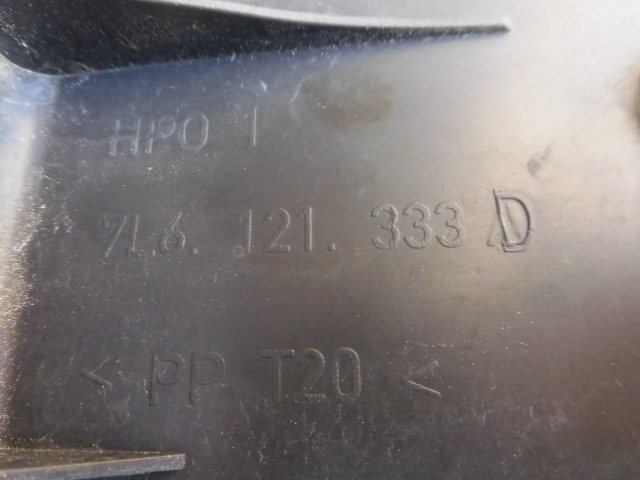 HPO 1
7L6. 121. 333 D
> PP T20 <